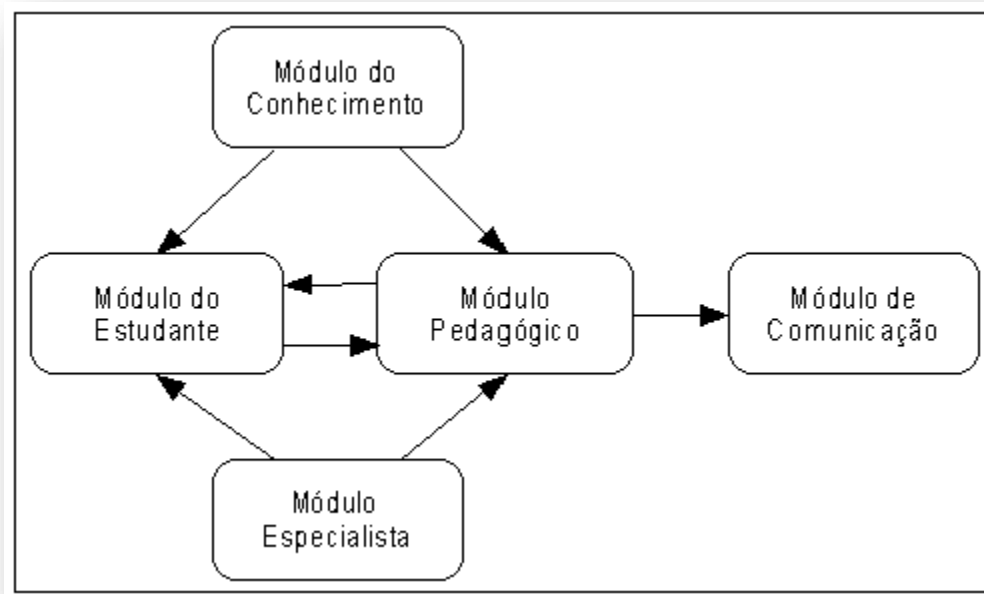 Módulo do
Conhecimento
Módulo do
Estudante
Módulo
Pedagógico
Módulo de
Comunicação
Módulo
Especialista